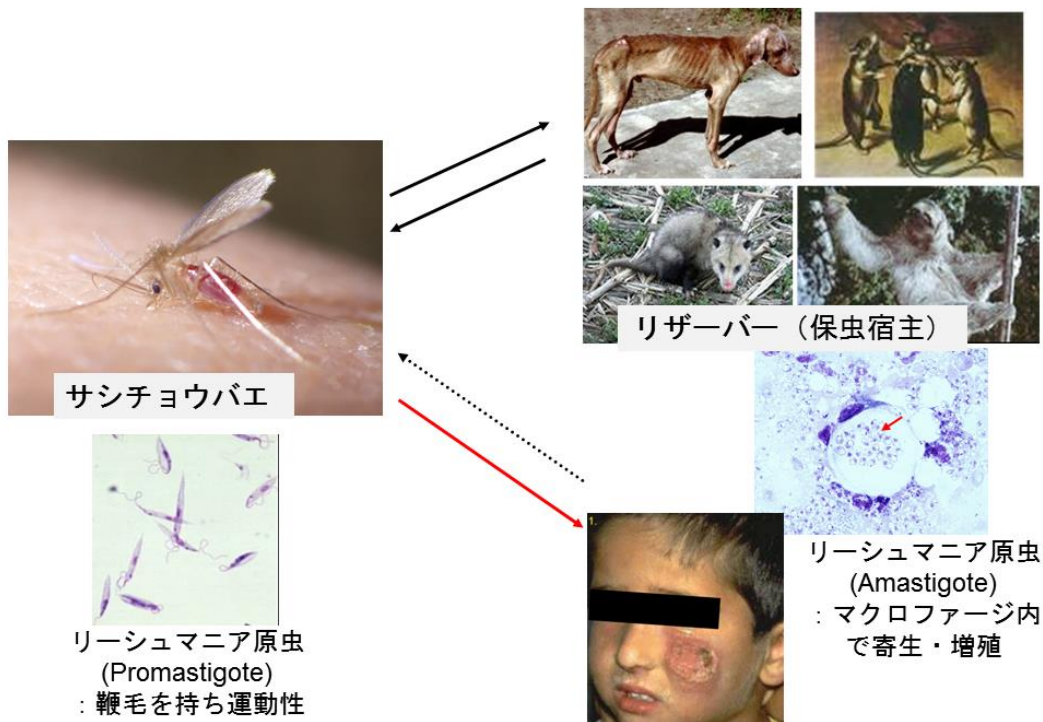 リザーバー（保虫宿主）
サシチョウバエ
1.
リーシュマニア原虫
(Promastigote)
：鞭毛を持ち運動性
リーシュマニア原虫
(Amastigote)
：マクロファージ内
で寄生・増殖